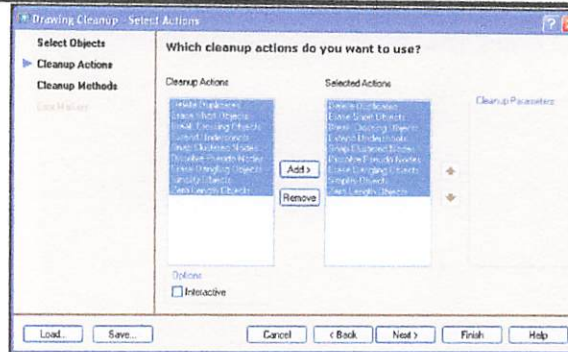 Drawing Cleanup - Select Actions
Select Objects
Cleanup Actions
Cleanup Methods
Which cleanup actions do you want to use?
Cleanup Actions
Delete Duplicates
Erase Short Objects
Break Crossing Objects
Extend Undershoots
Snap Clustered Nodes
Dissolve Pseudo Nodes
Erase Dangling Objects
Simplify Objects
Zero Length Objects
Add >
Remove
Selected Actions
Delete Duplicates
Erase Short Objects
Break Crossing Objects
Extend Undershoots
Snap Clustered Nodes
Dissolve Pseudo Nodes
Erase Dangling Objects
Simplify Objects
Zero Length Objects
Cleanup Parameters
Options
Interactive
Load...
Save...
Cancel
< Back
Next >
Finish
Help